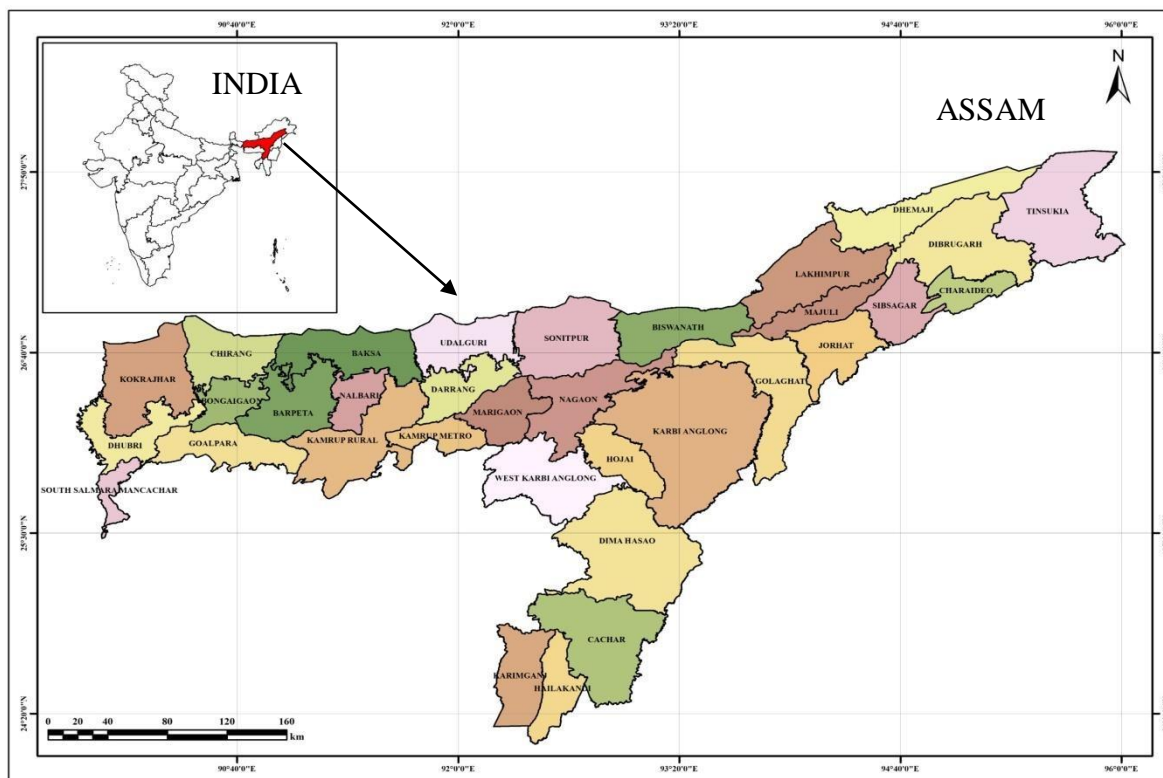 90°40'0"E 92°0'0"E 93°20'0"E 94°40'0"E 96°0'0"E
N
INDIA
ASSAM
27°50'0"N
DHEMAJI
TINSUKIA
DIBRUGARH
LAKHIMPUR
CHARAIDEO
SIBSAGAR
MAJULI
BISWANATH
SONITPUR
UDALGURI
JORHAT
26°40'0"N
CHIRANG
BAKSA
KOKRAJHAR
GOLAGHAT
DARRANG
NALBARI
BONGAIGAON
NAGAON
MARIGAON
BARPETA
KARBI ANGLONG
KAMRUP METRO
KAMRUP RURAL
GOALPARA
DHUBRI
HOJAI
WEST KARBI ANGLONG
SOUTH SALMARA MANCACHAR
25°30'0"N
DIMA HASAO
CACHAR
KARIMGANJ
HAILAKANDI
24°20'0"N
0 20 40 80 120 160
km
90°40'0"E 92°0'0"E 93°20'0"E 94°40'0"E 96°0'0"E